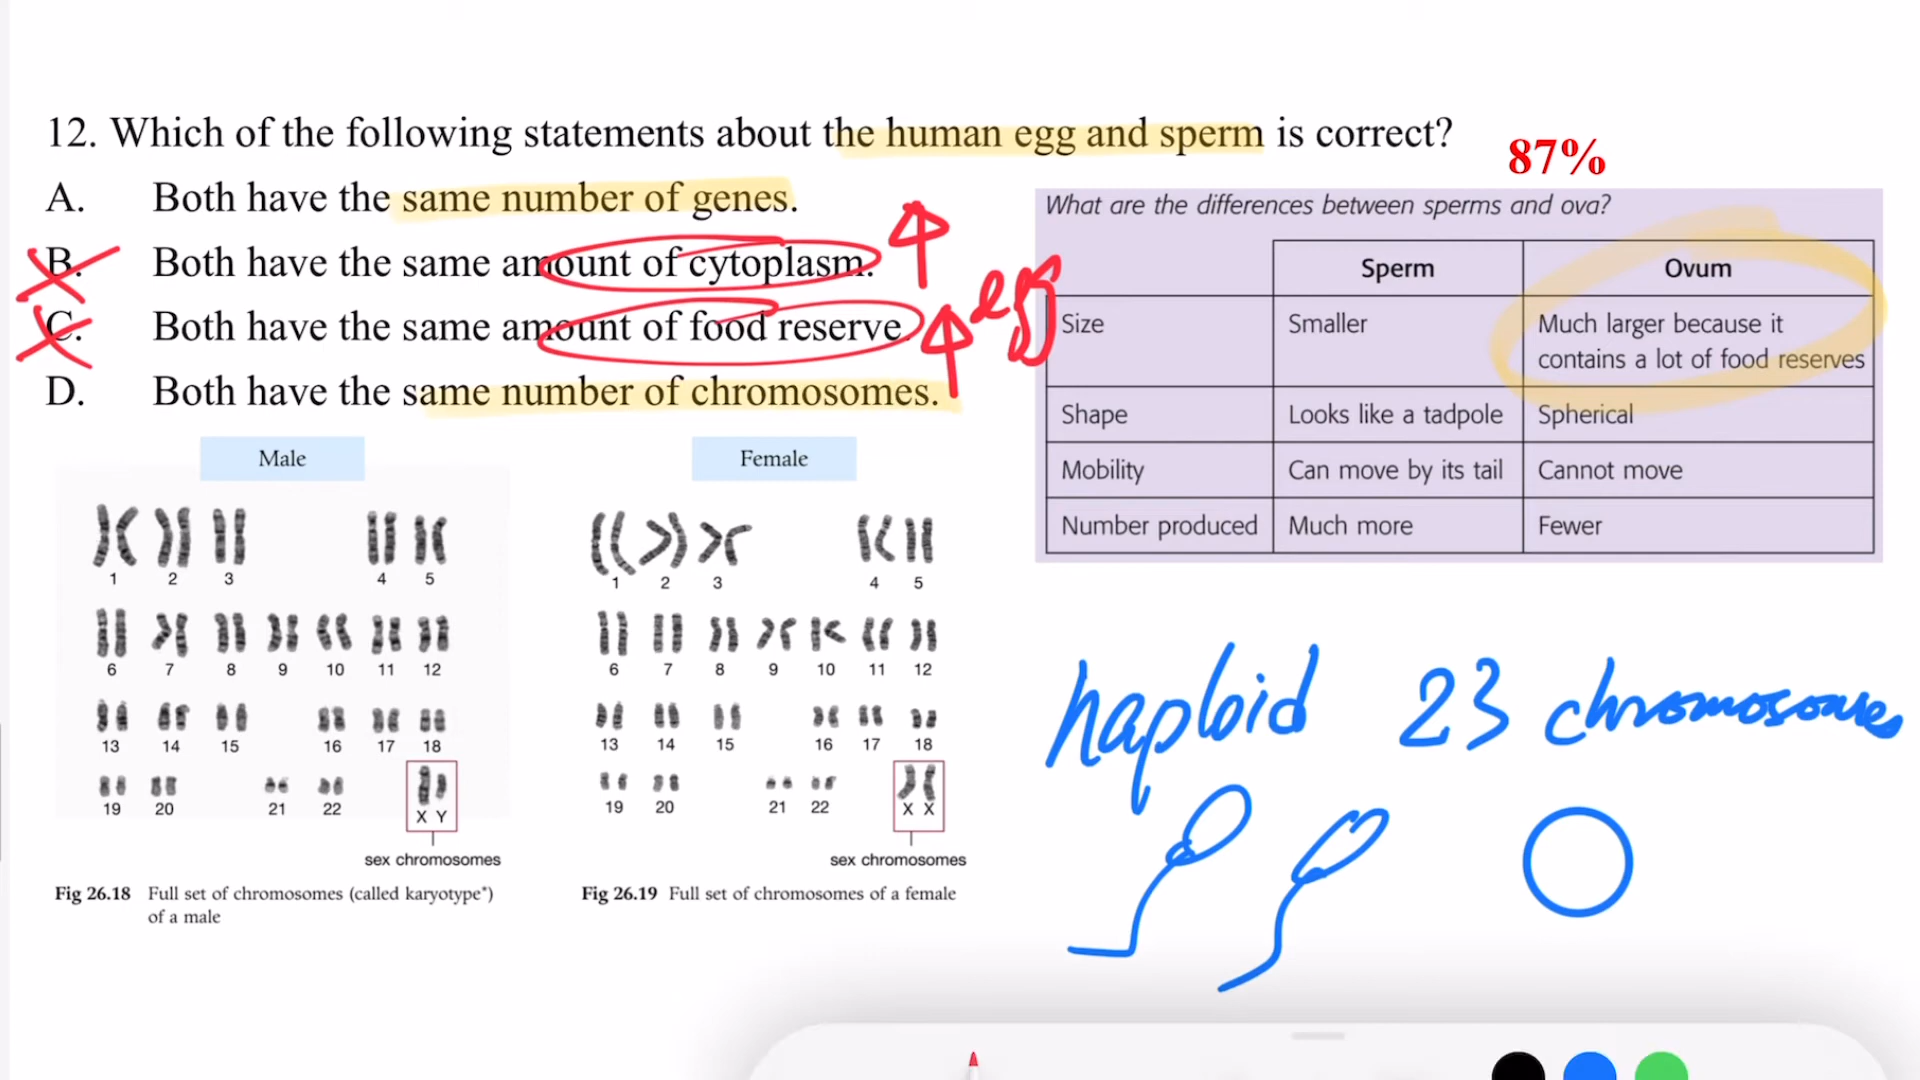 12. Which of the following statements about the human egg and sperm is correct?
87%
A. Both have the same number of genes.
B. Both have the same amount of cytoplasm.
C. Both have the same amount of food reserve.
egg
D. Both have the same number of chromosomes.
What are the differences between sperms and ova?
Sperm Ovum
Size Smaller Much larger because it
contains a lot of food reserves
Shape Looks like a tadpole Spherical
Mobility Can move by its tail Cannot move
Number produced Much more Fewer
Male
1 2 3 4 5
6 7 8 9 10 11 12
13 14 15 16 17 18
19 20 21 22 X Y
sex chromosomes
Fig 26.18 Full set of chromosomes (called karyotype*)
of a male
Female
1 2 3 4 5
6 7 8 9 10 11 12
13 14 15 16 17 18
19 20 21 22 X X
sex chromosomes
Fig 26.19 Full set of chromosomes of a female
haploid 23 chromosomes